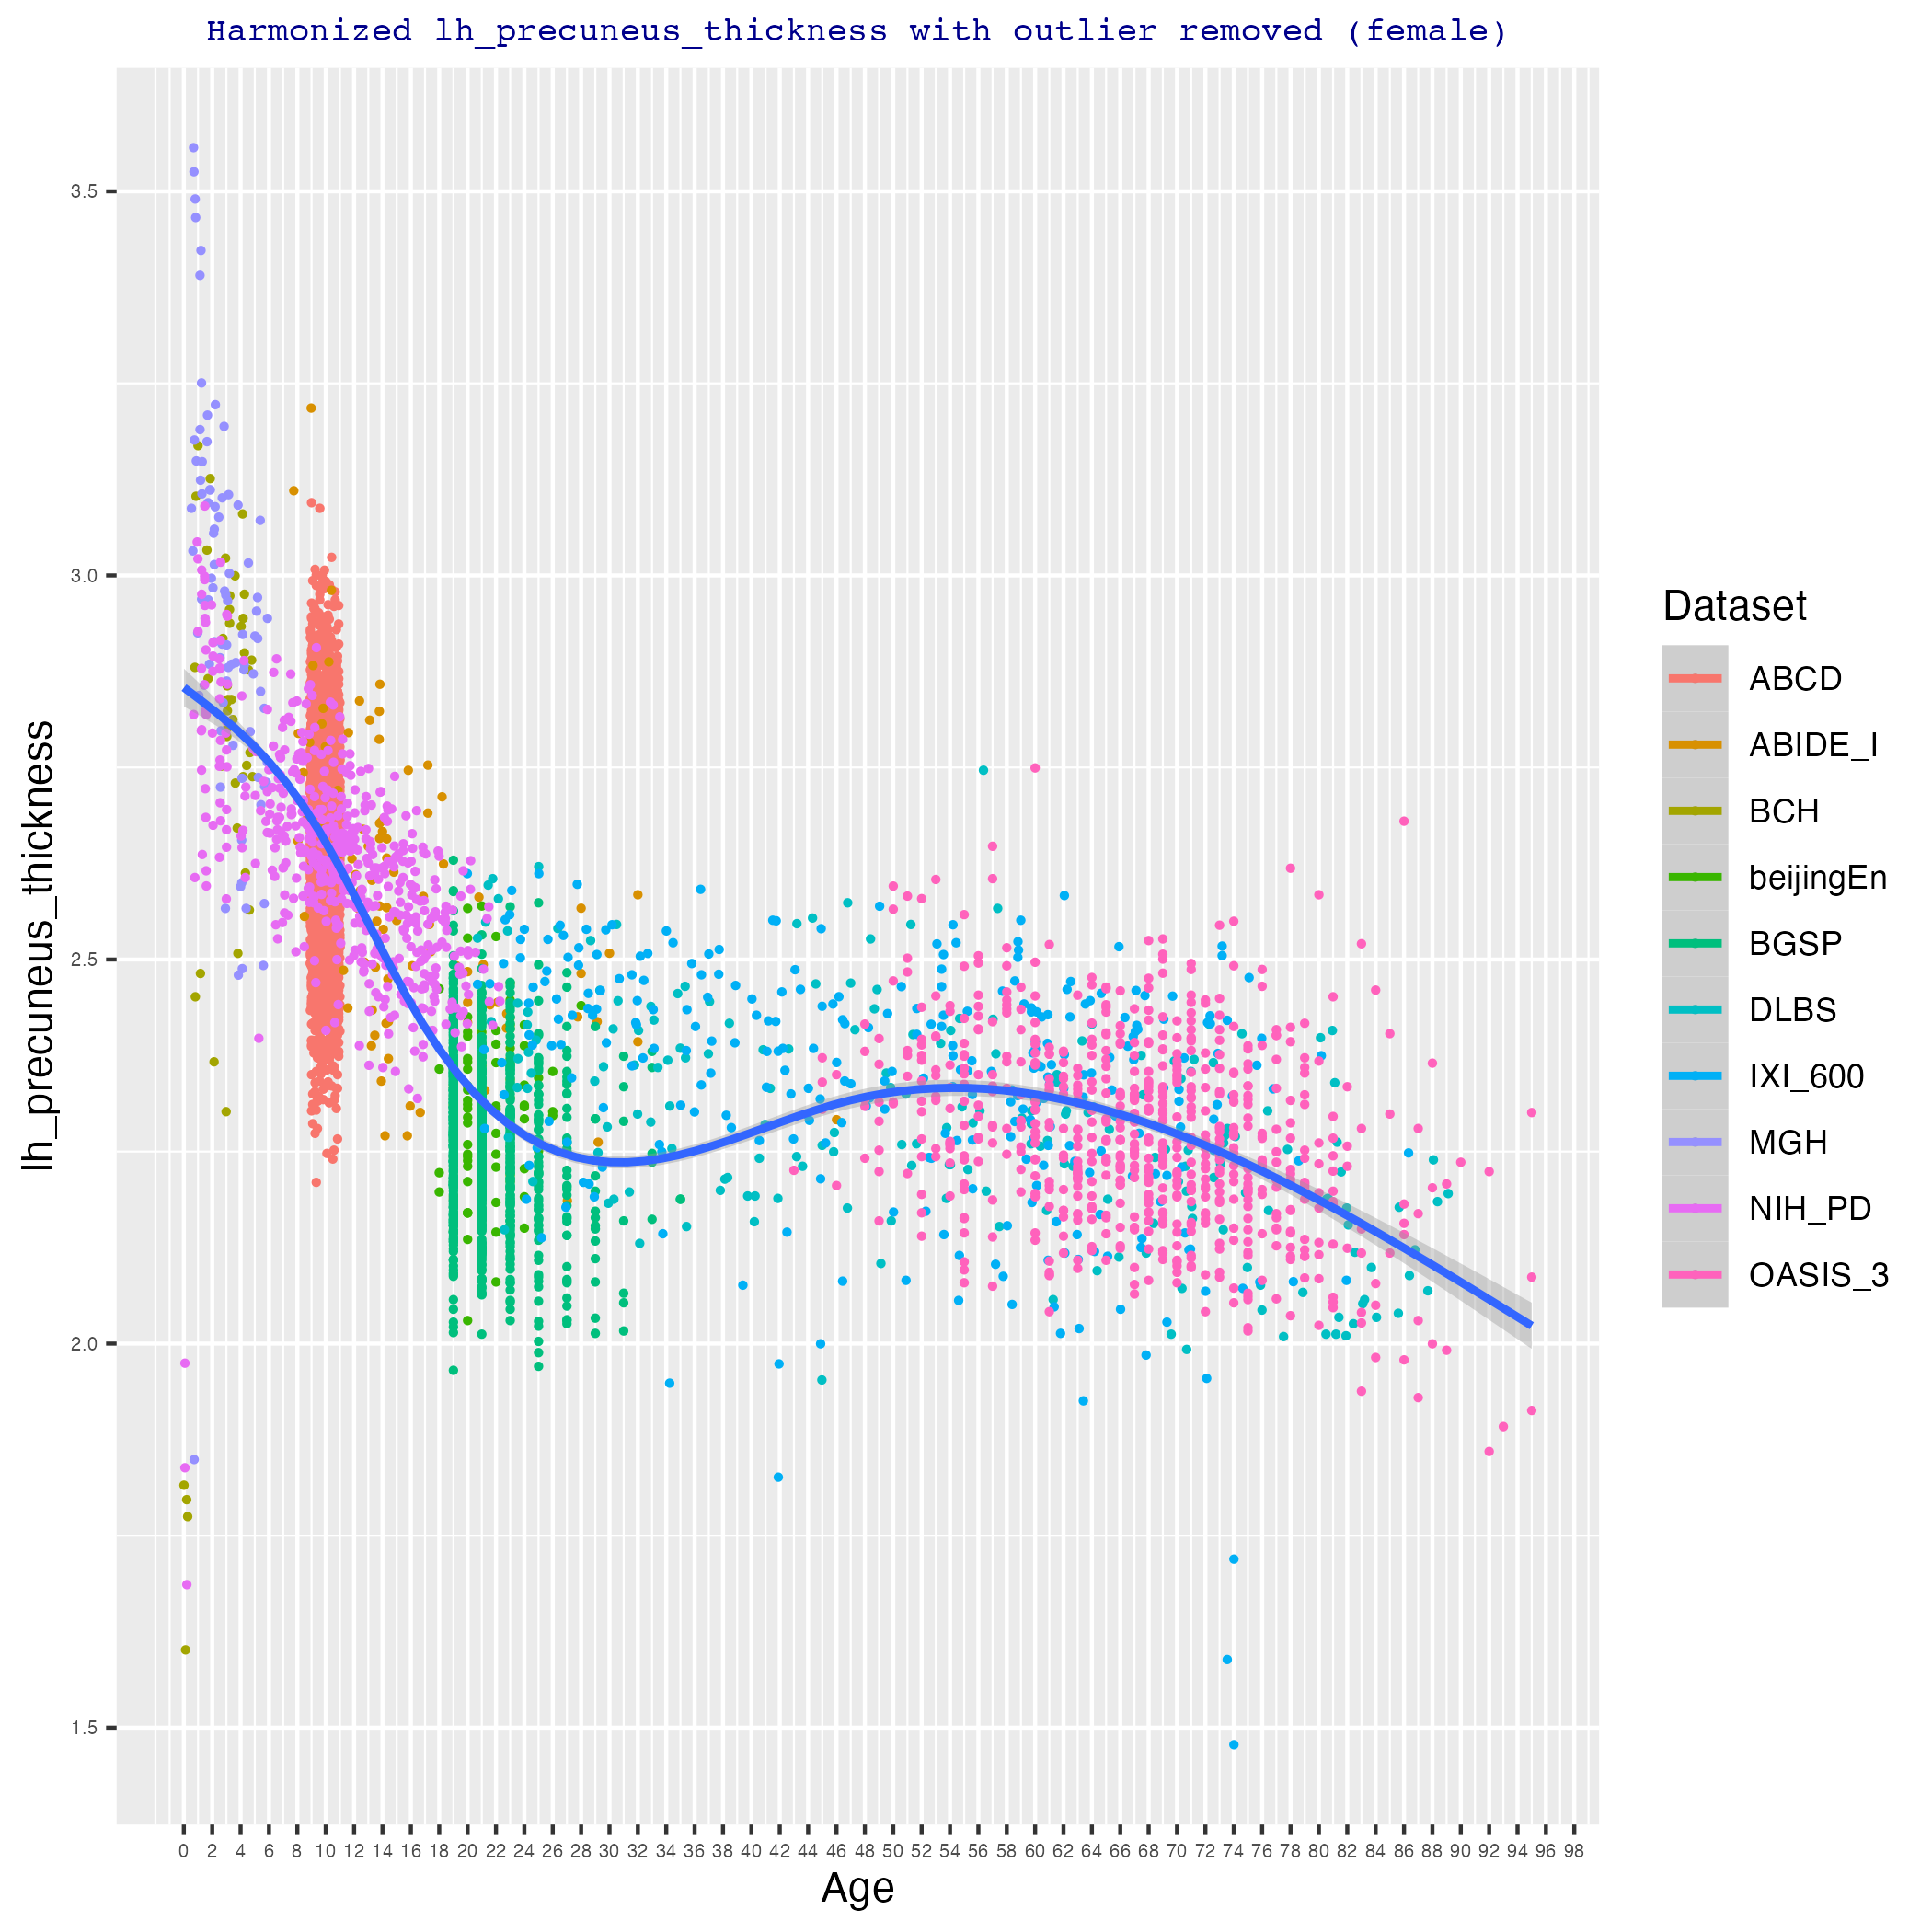 Harmonized lh_precuneus_thickness with outlier removed (female)
lh_precuneus_thickness
3.5
3.0
2.5
2.0
1.5
0 2 4 6 8 10 12 14 16 18 20 22 24 26 28 30 32 34 36 38 40 42 44 46 48 50 52 54 56 58 60 62 64 66 68 70 72 74 76 78 80 82 84 86 88 90 92 94 96 98
Age
Dataset
ABCD
ABIDE_I
BCH
beijingEn
BGSP
DLBS
IXI_600
MGH
NIH_PD
OASIS_3